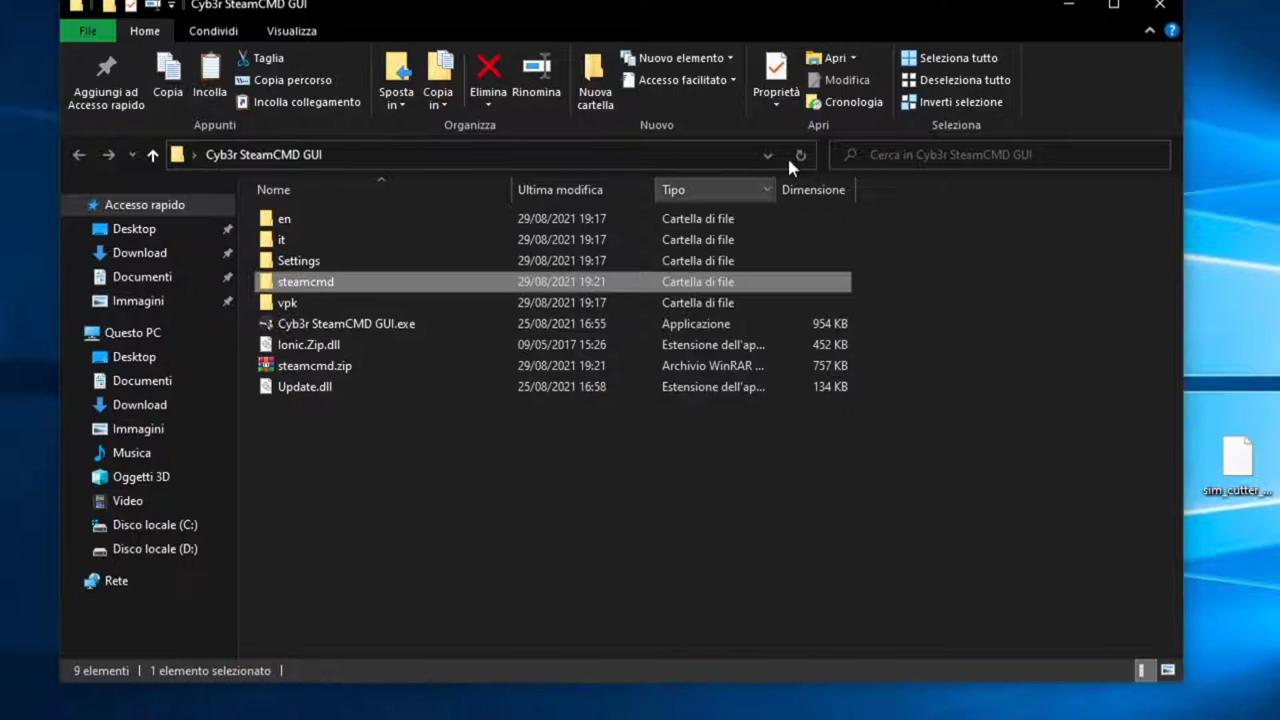 Cyb3r SteamCMD GUI
File Home Condividi Visualizza
Aggiungi ad Accesso rapido
Copia
Incolla
Taglia
Copia percorso
Incolla collegamento
Appunti
Sposta in
Copia in
Elimina
Rinomina
Organizza
Nuova cartella
Nuovo elemento
Accesso facilitato
Nuovo
Proprietà
Apri
Modifica
Cronologia
Apri
Seleziona tutto
Deseleziona tutto
Inverti selezione
Seleziona
Cyb3r SteamCMD GUI
Cerca in Cyb3r SteamCMD GUI
Accesso rapido
Desktop
Download
Documenti
Immagini
Questo PC
Desktop
Documenti
Download
Immagini
Musica
Oggetti 3D
Video
Disco locale (C:)
Disco locale (D:)
Rete
Nome Ultima modifica Tipo Dimensione
en 29/08/2021 19:17 Cartella di file
it 29/08/2021 19:17 Cartella di file
Settings 29/08/2021 19:17 Cartella di file
steamcmd 29/08/2021 19:21 Cartella di file
vpk 29/08/2021 19:17 Cartella di file
Cyb3r SteamCMD GUI.exe 25/08/2021 16:55 Applicazione 954 KB
Ionic.Zip.dll 09/05/2017 15:26 Estensione dell'ap... 452 KB
steamcmd.zip 29/08/2021 19:21 Archivio WinRAR ... 757 KB
Update.dll 25/08/2021 16:58 Estensione dell'ap... 134 KB
sim_cutter_...
9 elementi 1 elemento selezionato